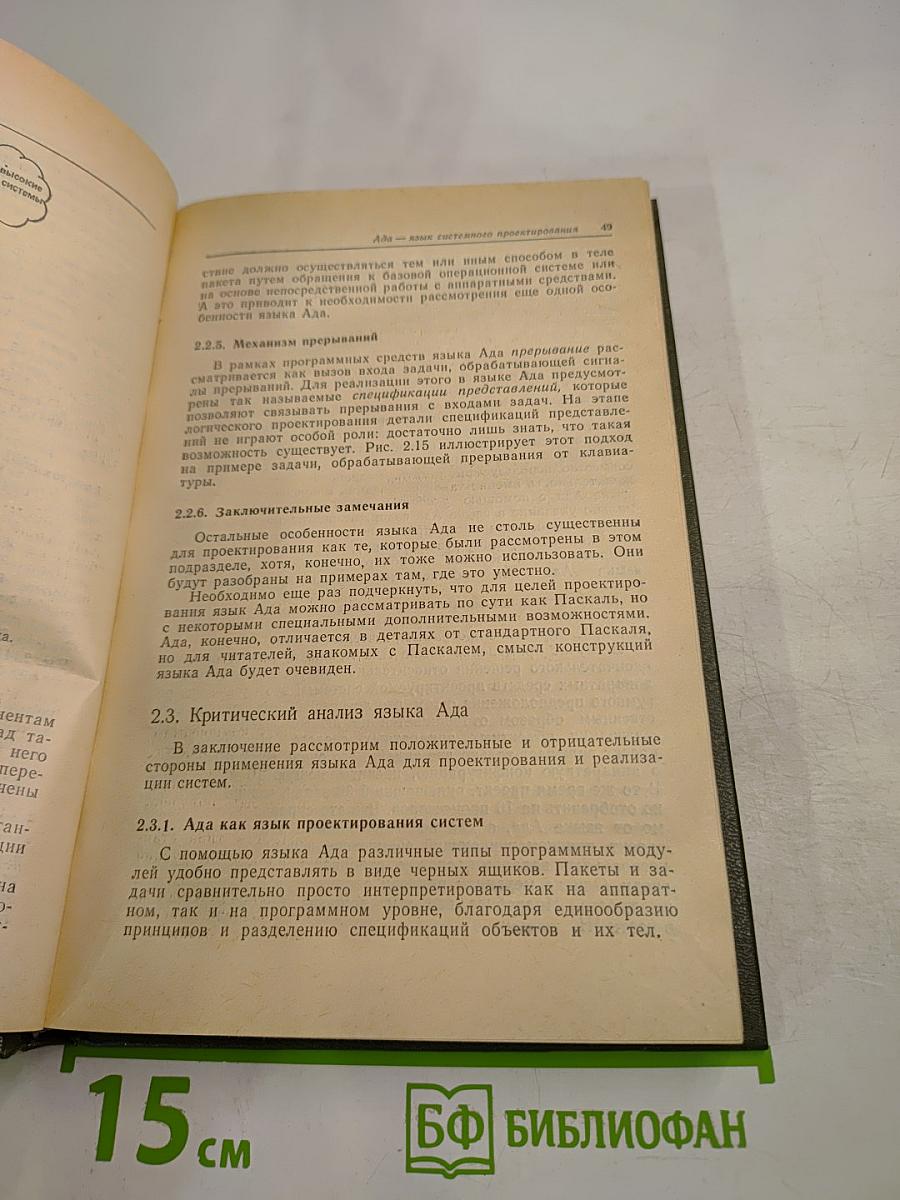 высокие
системы
ка.
нентам
ад та-
него
пере-
чены
тан-
ции
на
о-
т-
Ада — язык системного проектирования 49
ствие должно осуществляться тем или иным способом в теле
пакета путем обращения к базовой операционной системе или
на основе непосредственной работы с аппаратными средствами.
А это приводит к необходимости рассмотрения еще одной осо-
бенности языка Ада.
2.2.5. Механизм прерываний
В рамках программных средств языка Ада прерывание рас-
сматривается как вызов входа задачи, обрабатывающей сигна-
лы прерываний. Для реализации этого в языке Ада предусмот-
рены так называемые спецификации представлений, которые
позволяют связывать прерывания с входами задач. На этапе
логического проектирования детали спецификаций представле-
ний не играют особой роли: достаточно лишь знать, что такая
возможность существует. Рис. 2.15 иллюстрирует этот подход
на примере задачи, обрабатывающей прерывания от клавиа-
туры.
2.2.6. Заключительные замечания
Остальные особенности языка Ада не столь существенны
для проектирования как те, которые были рассмотрены в этом
подразделе, хотя, конечно, их тоже можно использовать. Они
будут разобраны на примерах там, где это уместно.
Необходимо еще раз подчеркнуть, что для целей проектиро-
вания язык Ада можно рассматривать по сути как Паскаль, но
с некоторыми специальными дополнительными возможностями.
Ада, конечно, отличается в деталях от стандартного Паскаля,
но для читателей, знакомых с Паскалем, смысл конструкций
языка Ада будет очевиден.
2.3. Критический анализ языка Ада
В заключение рассмотрим положительные и отрицательные
стороны применения языка Ада для проектирования и реализа-
ции систем.
2.3.1. Ада как язык проектирования систем
С помощью языка Ада различные типы программных моду-
лей удобно представлять в виде черных ящиков. Пакеты и за-
дачи сравнительно просто интерпретировать как на аппарат-
ном, так и на программном уровне, благодаря единообразию
принципов и разделению спецификаций объектов и их тел.
15 см
БФ БИБЛИОФАН